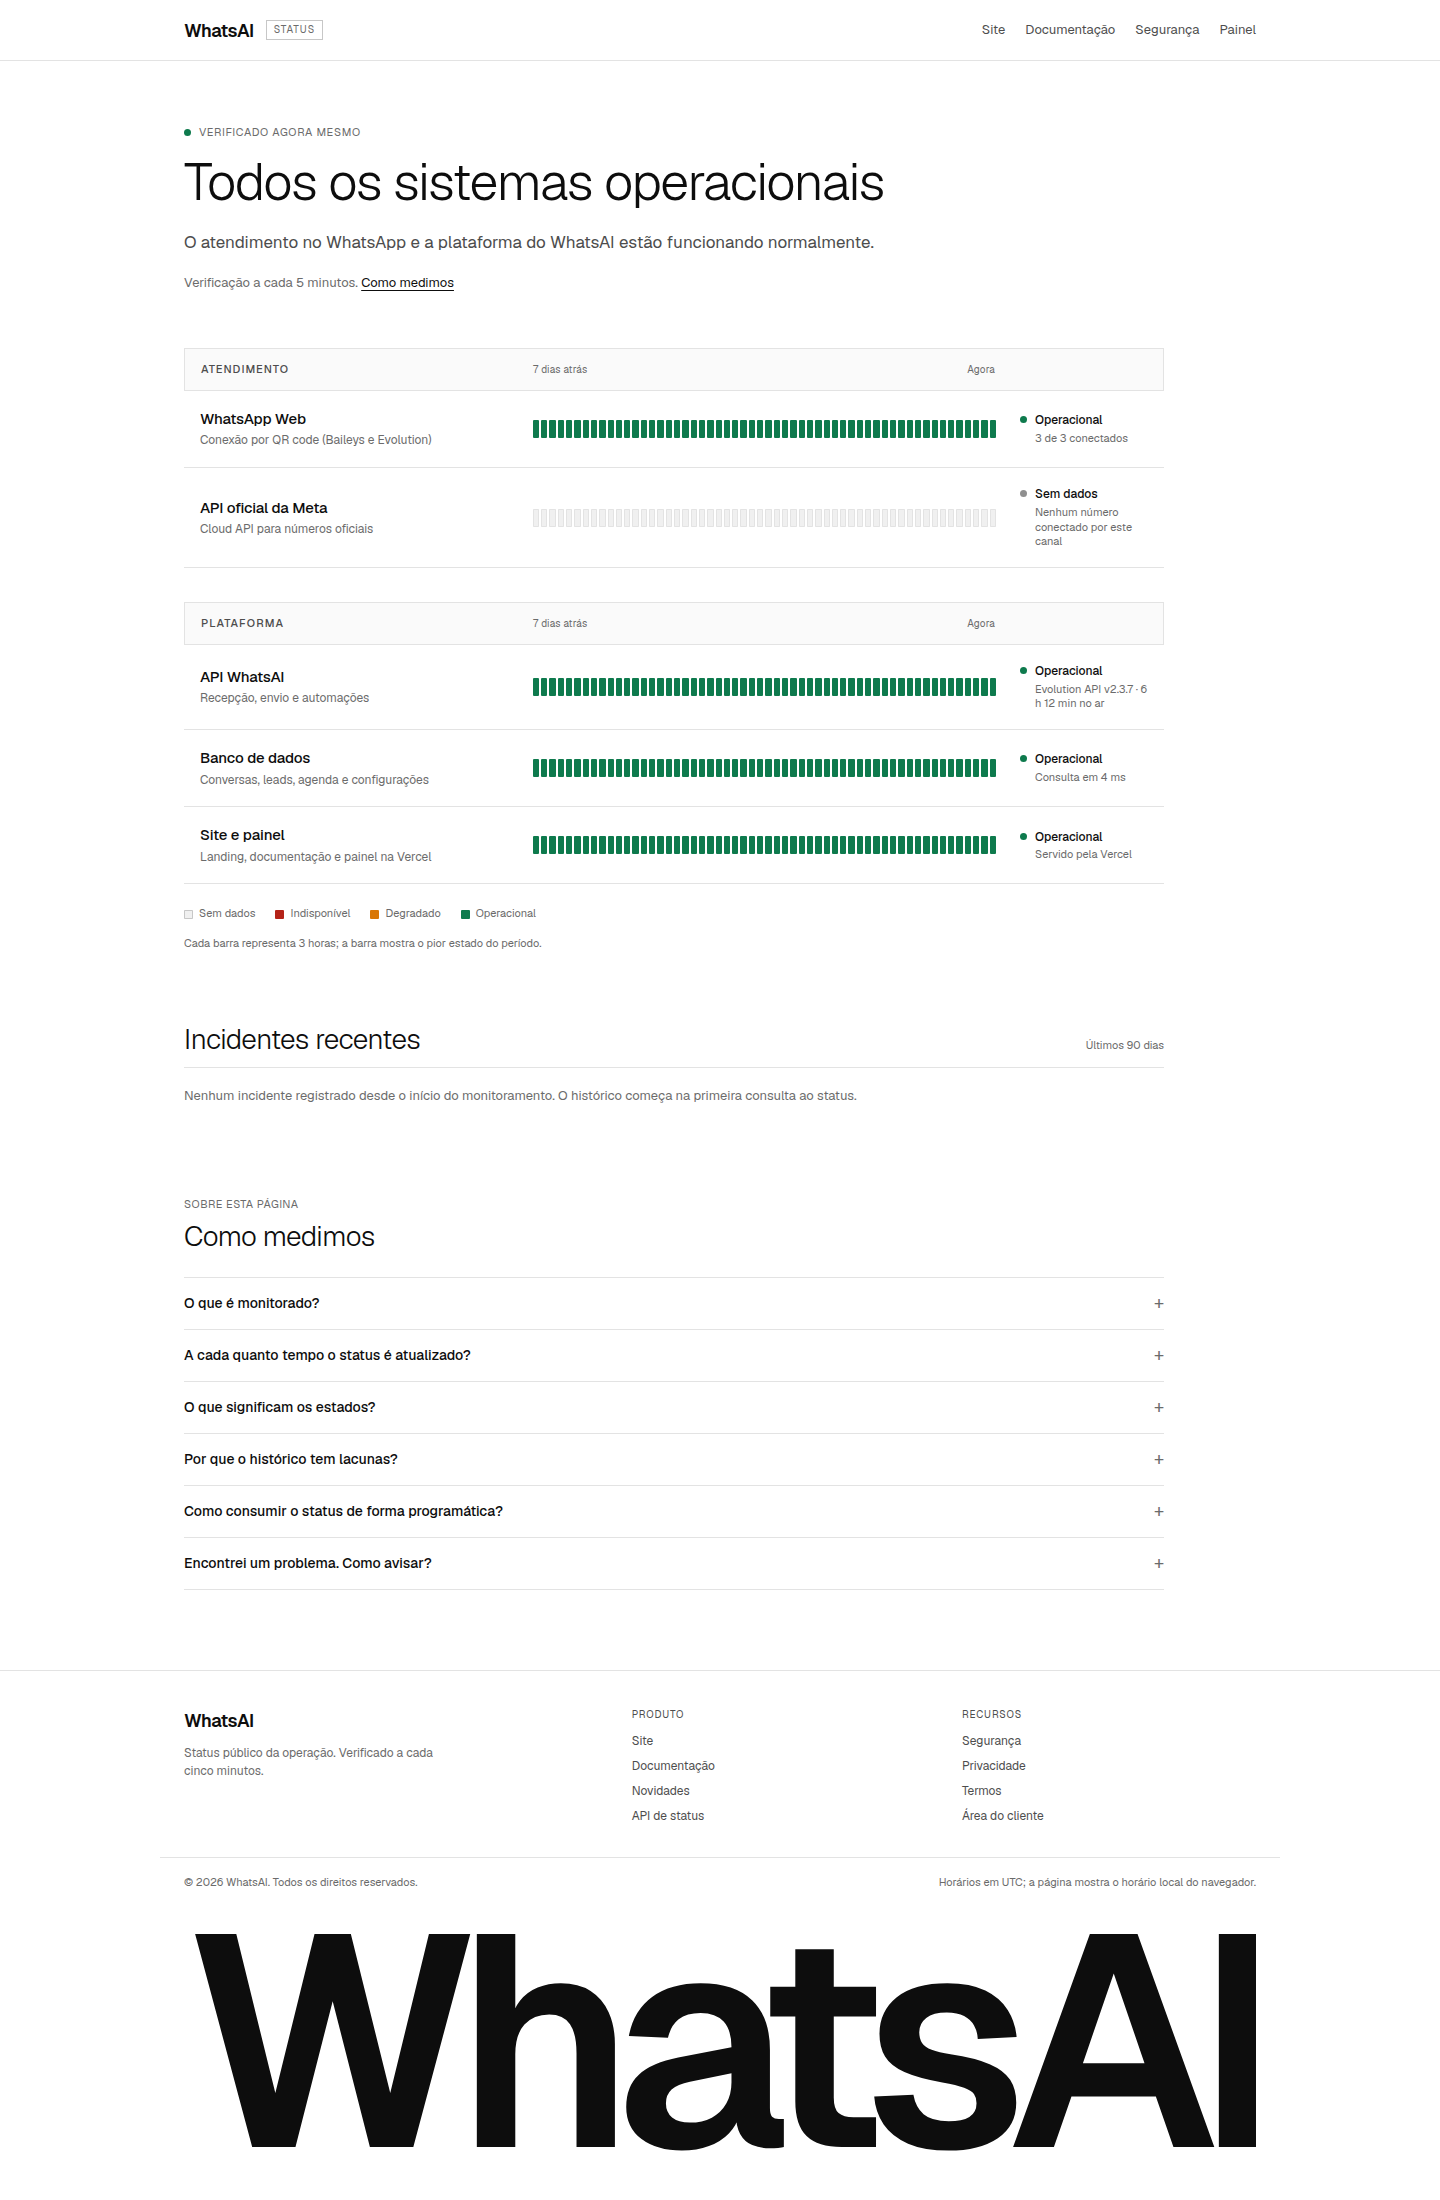 WhatsAI STATUS Site Documentação Segurança Painel
VERIFICADO AGORA MESMO
Todos os sistemas operacionais
O atendimento no WhatsApp e a plataforma do WhatsAI estão funcionando normalmente.
Verificação a cada 5 minutos. Como medimos
ATENDIMENTO 7 dias atrás Agora
WhatsApp Web
Conexão por QR code (Baileys e Evolution)
Operacional
3 de 3 conectados
API oficial da Meta
Cloud API para números oficiais
Sem dados
Nenhum número
conectado por este
canal
PLATAFORMA 7 dias atrás Agora
API WhatsAI
Recepção, envio e automações
Operacional
Evolution API v2.3.7 · 6
h 12 min no ar
Banco de dados
Conversas, leads, agenda e configurações
Operacional
Consulta em 4 ms
Site e painel
Landing, documentação e painel na Vercel
Operacional
Servido pela Vercel
Sem dados Indisponível Degradado Operacional
Cada barra representa 3 horas; a barra mostra o pior estado do período.
Incidentes recentes Últimos 90 dias
Nenhum incidente registrado desde o início do monitoramento. O histórico começa na primeira consulta ao status.
SOBRE ESTA PÁGINA
Como medimos
O que é monitorado? +
A cada quanto tempo o status é atualizado? +
O que significam os estados? +
Por que o histórico tem lacunas? +
Como consumir o status de forma programática? +
Encontrei um problema. Como avisar? +
WhatsAI
Status público da operação. Verificado a cada
cinco minutos.
PRODUTO
Site
Documentação
Novidades
API de status
RECURSOS
Segurança
Privacidade
Termos
Área do cliente
© 2026 WhatsAI. Todos os direitos reservados. Horários em UTC; a página mostra o horário local do navegador.
WhatsAI